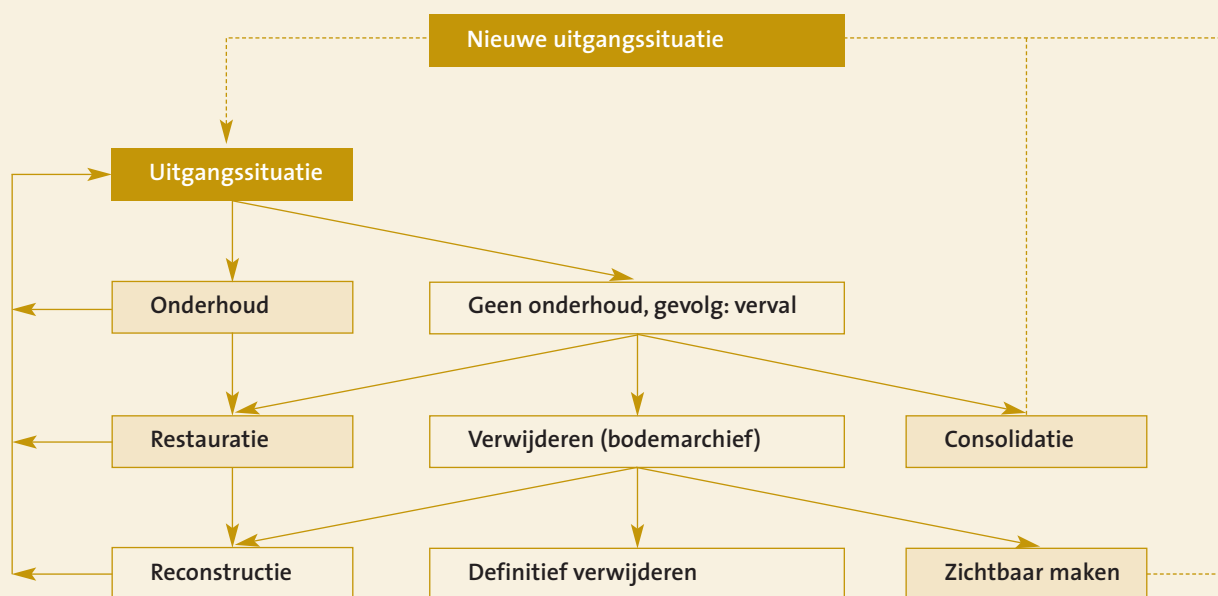 Nieuwe uitgangssituatie
Uitgangssituatie
Onderhoud
Geen onderhoud, gevolg: verval
Restauratie
Verwijderen (bodemarchief)
Consolidatie
Reconstructie
Definitief verwijderen
Zichtbaar maken